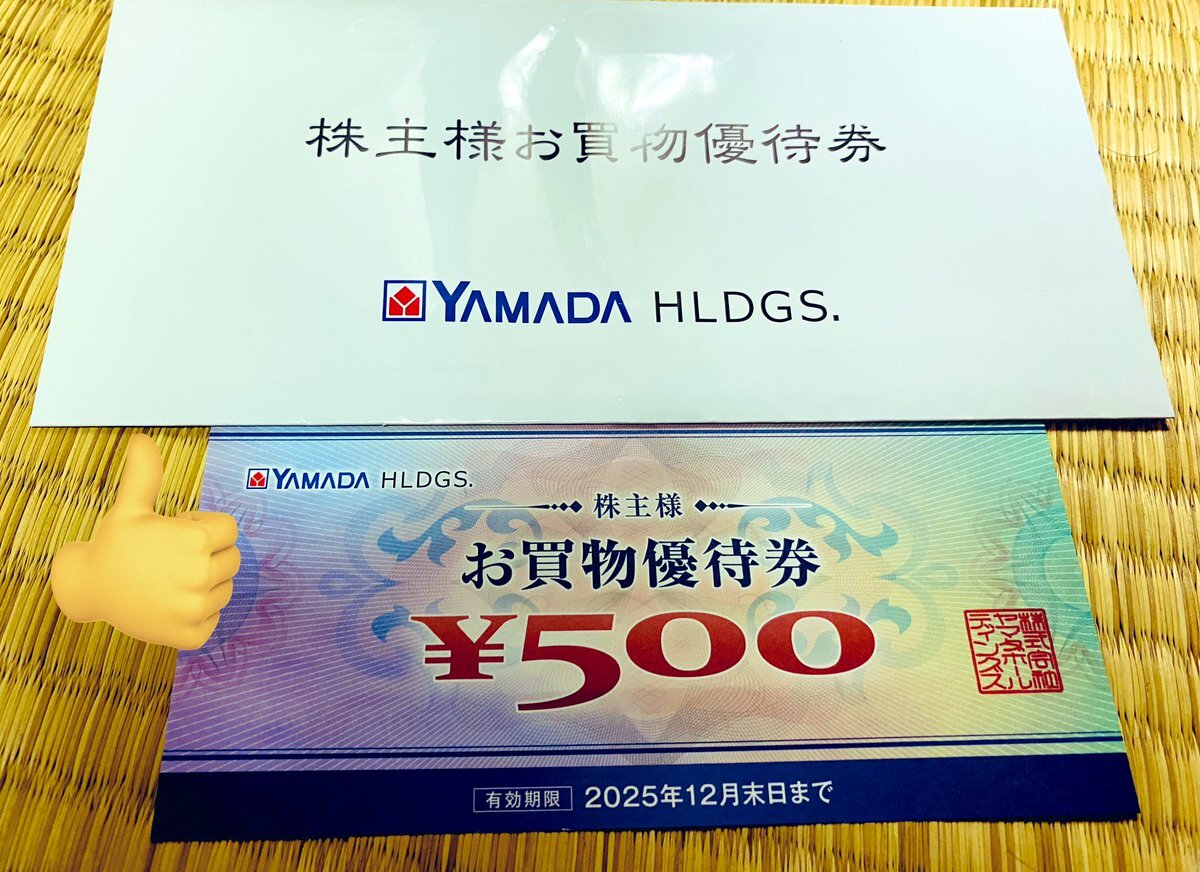 株主様お買物優待券
YAMADA HLDGS.
YAMADA HLDGS.
株主様
お買物優待券
¥500
株式会社
ヤマダホール
ディングス
有効期限 2025年12月末日まで